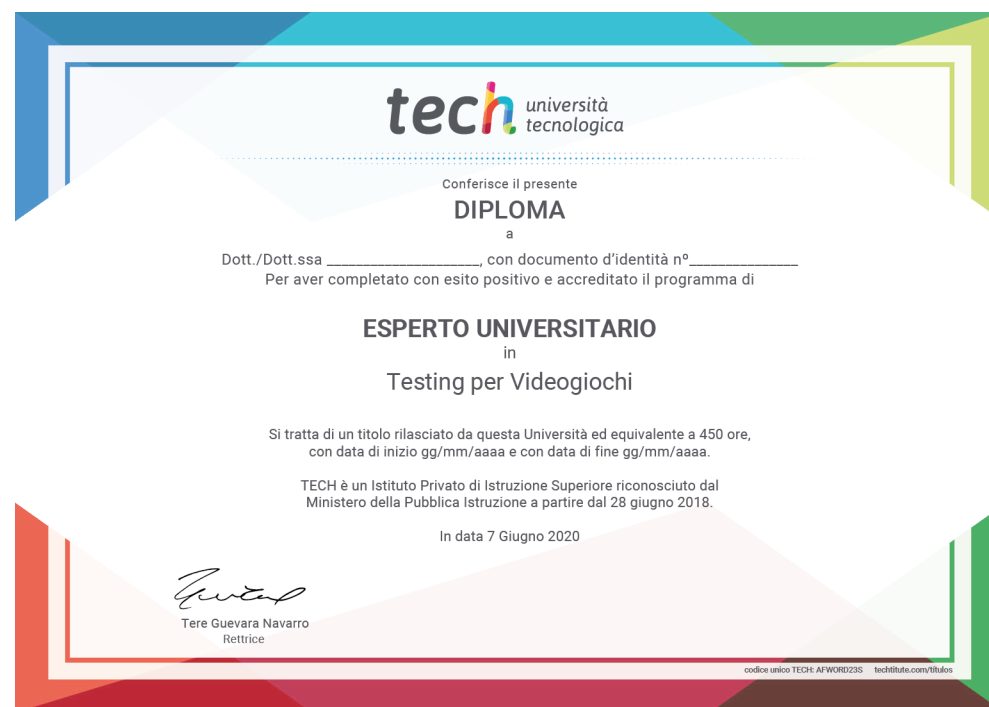 tech università
tecnologica
Conferisce il presente
DIPLOMA
a
Dott./Dott.ssa _____________________, con documento d'identità nº_______________
Per aver completato con esito positivo e accreditato il programma di
ESPERTO UNIVERSITARIO
in
Testing per Videogiochi
Si tratta di un titolo rilasciato da questa Università ed equivalente a 450 ore,
con data di inizio gg/mm/aaaa e con data di fine gg/mm/aaaa.
TECH è un Istituto Privato di Istruzione Superiore riconosciuto dal
Ministero della Pubblica Istruzione a partire dal 28 giugno 2018.
In data 7 Giugno 2020
Tere Guevara Navarro
Rettrice
codice unico TECH: AFWORD23S techtitute.com/títulos